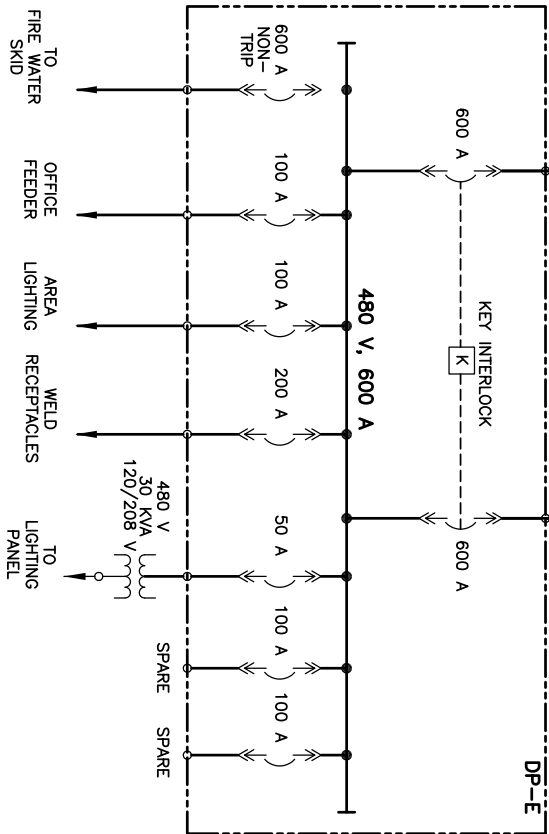 DP-E
600 A
KEY INTERLOCK
K
600 A
480 V, 600 A
600 A
NON-
TRIP
100 A
100 A
200 A
50 A
100 A
100 A
480 V
30 KVA
120/208 V
TO
FIRE WATER
SKID
OFFICE
FEEDER
AREA
LIGHTING
WELD
RECEPTACLES
TO
LIGHTING
PANEL
SPARE
SPARE